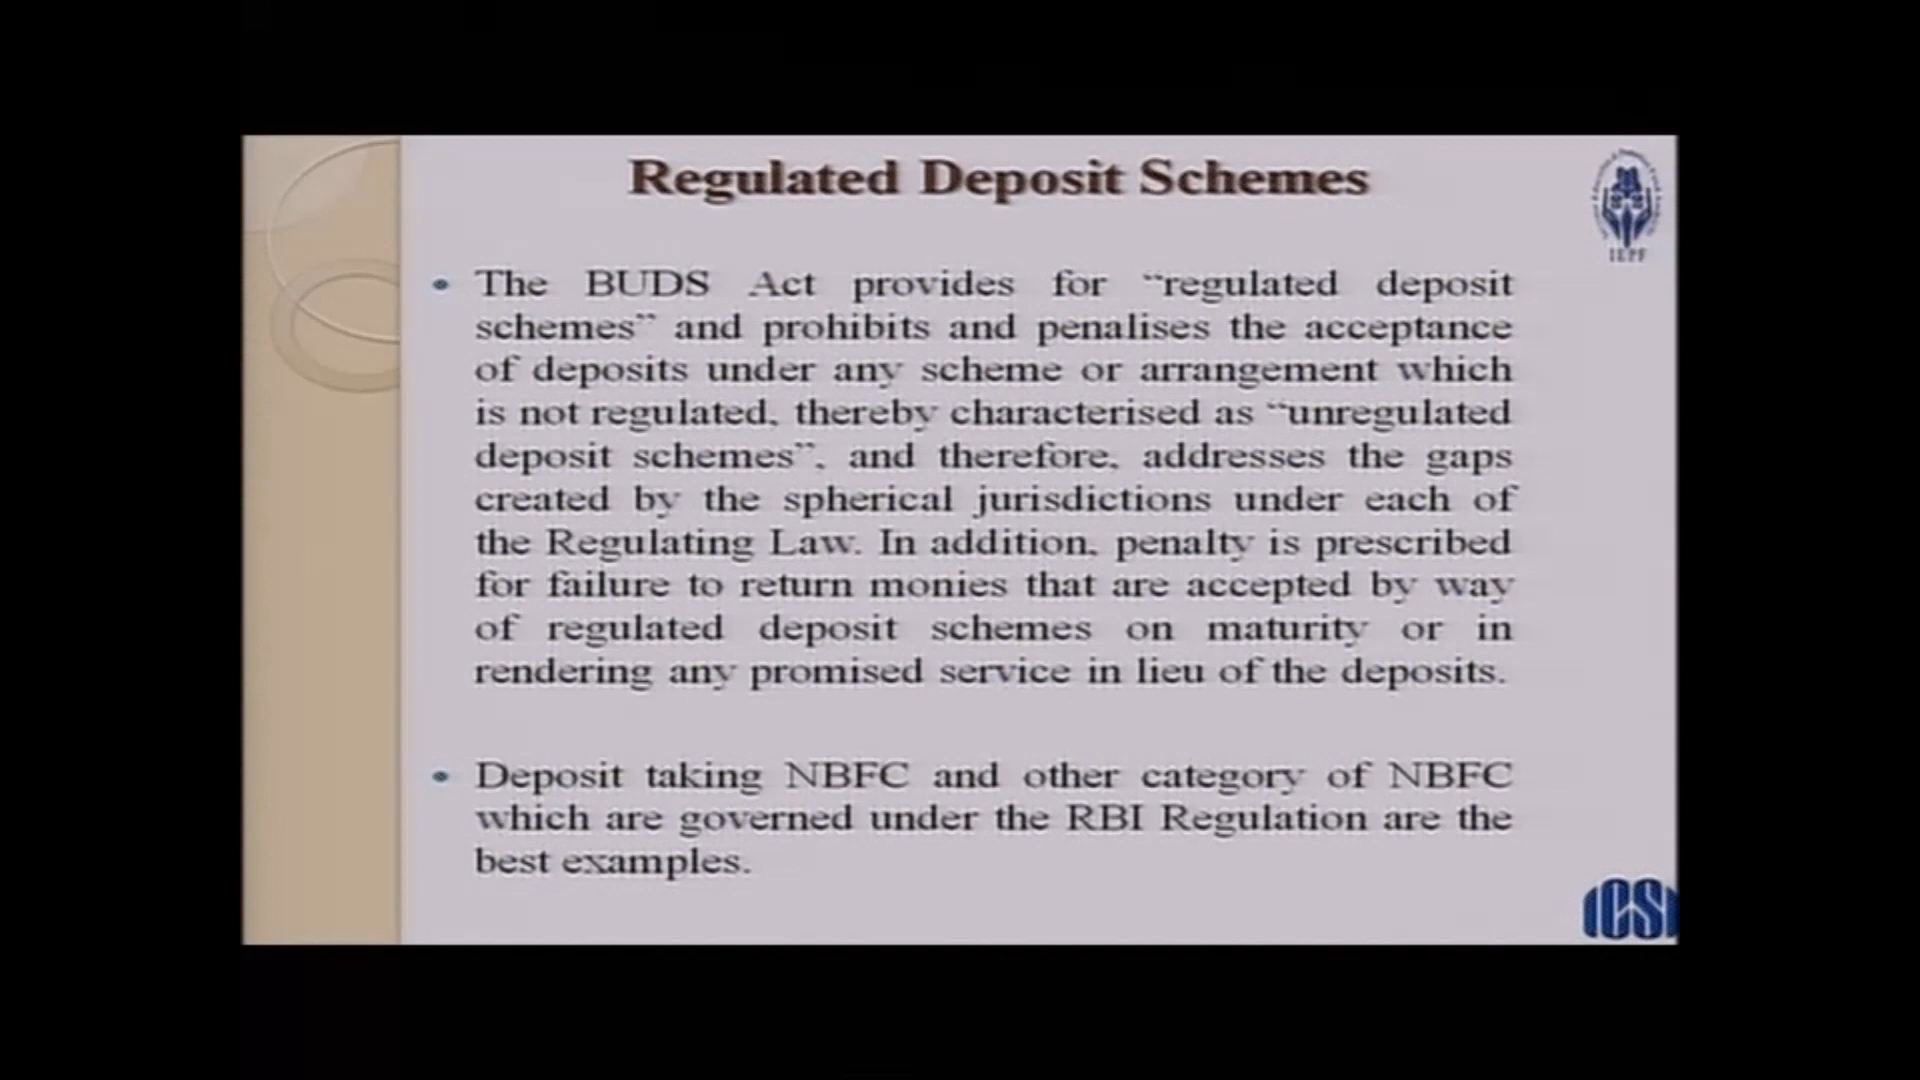 Regulated Deposit Schemes
IEPF
• The BUDS Act provides for “regulated deposit
schemes” and prohibits and penalises the acceptance
of deposits under any scheme or arrangement which
is not regulated, thereby characterised as “unregulated
deposit schemes”, and therefore, addresses the gaps
created by the spherical jurisdictions under each of
the Regulating Law. In addition, penalty is prescribed
for failure to return monies that are accepted by way
of regulated deposit schemes on maturity or in
rendering any promised service in lieu of the deposits.
• Deposit taking NBFC and other category of NBFC
which are governed under the RBI Regulation are the
best examples.
ICSI